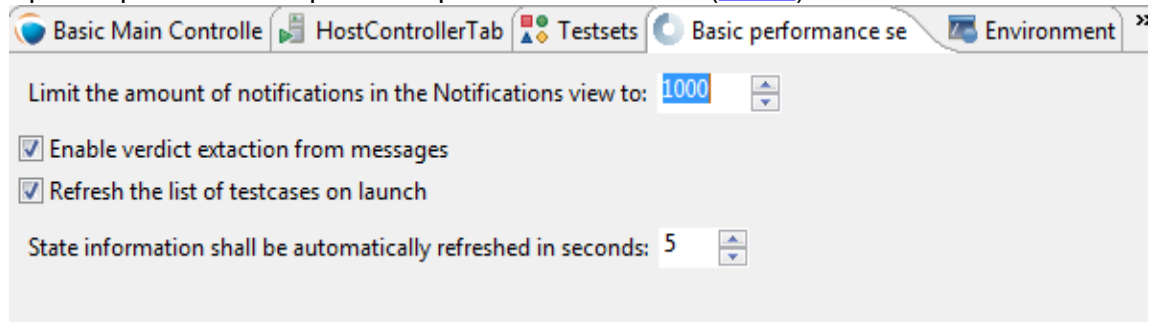 Basic Main Controlle HostControllerTab Testsets Basic performance se Environment »
Limit the amount of notifications in the Notifications view to: 1000
Enable verdict extaction from messages
Refresh the list of testcases on launch
State information shall be automatically refreshed in seconds: 5